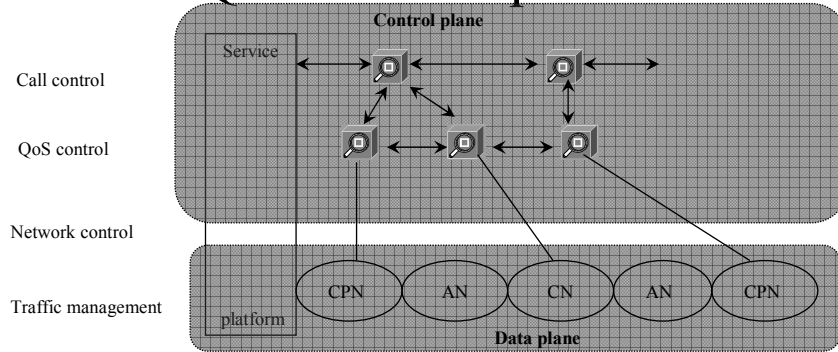 Control plane
Service
Call control
QoS control
Network control
CPN AN CN AN CPN
Traffic management
platform
Data plane